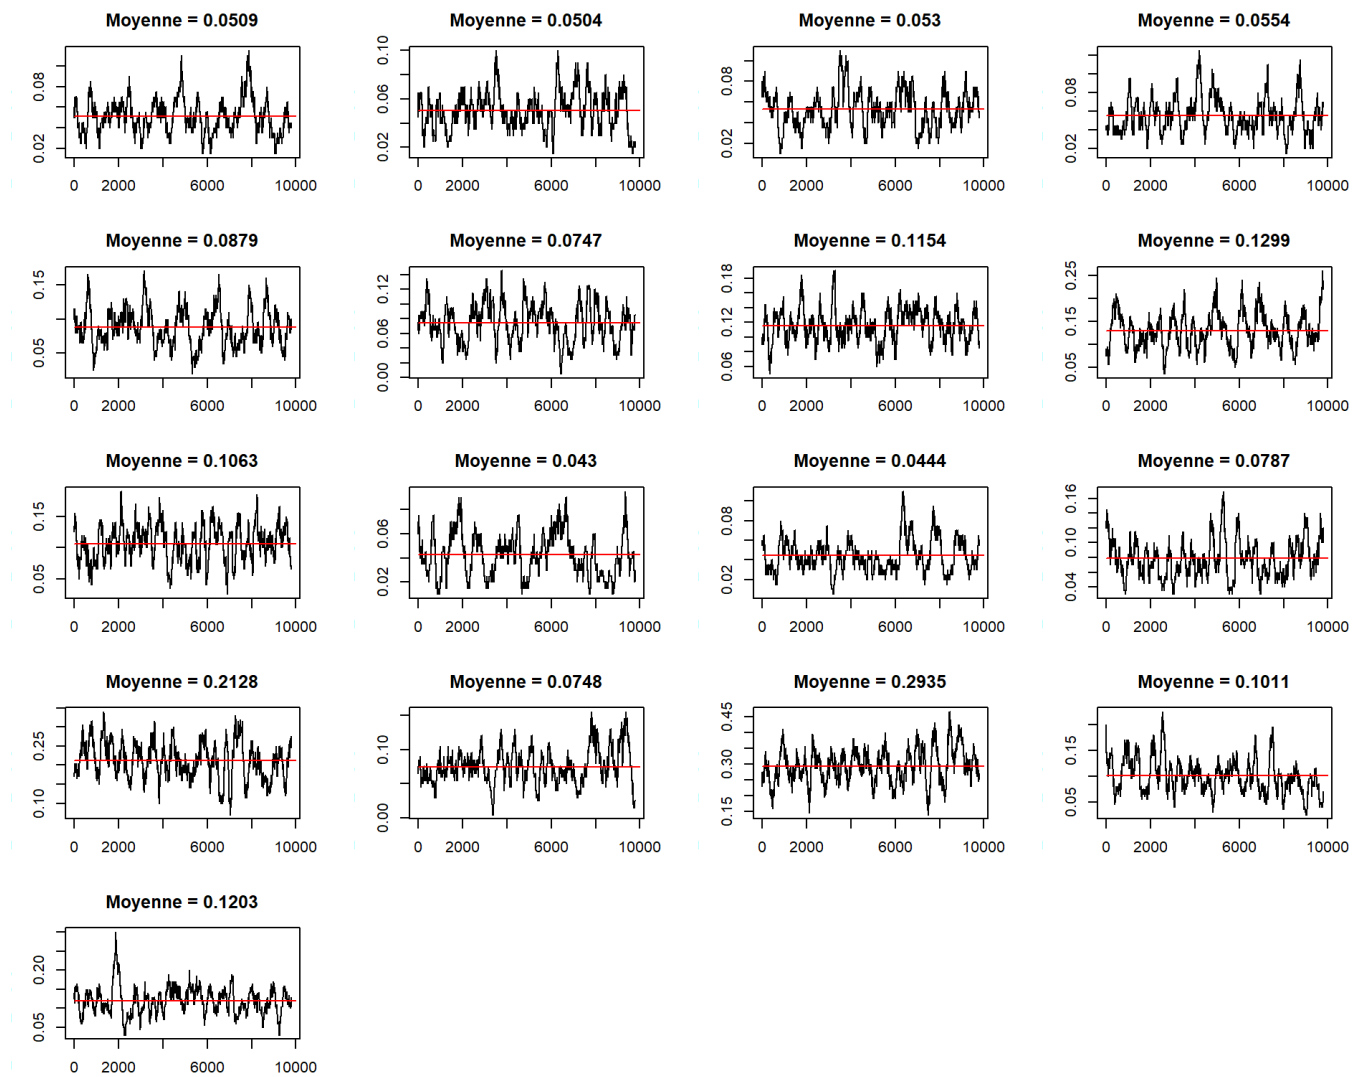 Moyenne = 0.0509
0.02 0.08
0 2000 6000 10000
Moyenne = 0.0504
0.02 0.06 0.10
0 2000 6000 10000
Moyenne = 0.053
0.02 0.08
0 2000 6000 10000
Moyenne = 0.0554
0.02 0.08
0 2000 6000 10000
Moyenne = 0.0879
0.05 0.15
0 2000 6000 10000
Moyenne = 0.0747
0.00 0.06 0.12
0 2000 6000 10000
Moyenne = 0.1154
0.06 0.12 0.18
0 2000 6000 10000
Moyenne = 0.1299
0.05 0.15 0.25
0 2000 6000 10000
Moyenne = 0.1063
0.05 0.15
0 2000 6000 10000
Moyenne = 0.043
0.02 0.06
0 2000 6000 10000
Moyenne = 0.0444
0.02 0.08
0 2000 6000 10000
Moyenne = 0.0787
0.04 0.10 0.16
0 2000 6000 10000
Moyenne = 0.2128
0.10 0.25
0 2000 6000 10000
Moyenne = 0.0748
0.00 0.10
0 2000 6000 10000
Moyenne = 0.2935
0.15 0.30 0.45
0 2000 6000 10000
Moyenne = 0.1011
0.05 0.15
0 2000 6000 10000
Moyenne = 0.1203
0.05 0.20
0 2000 6000 10000